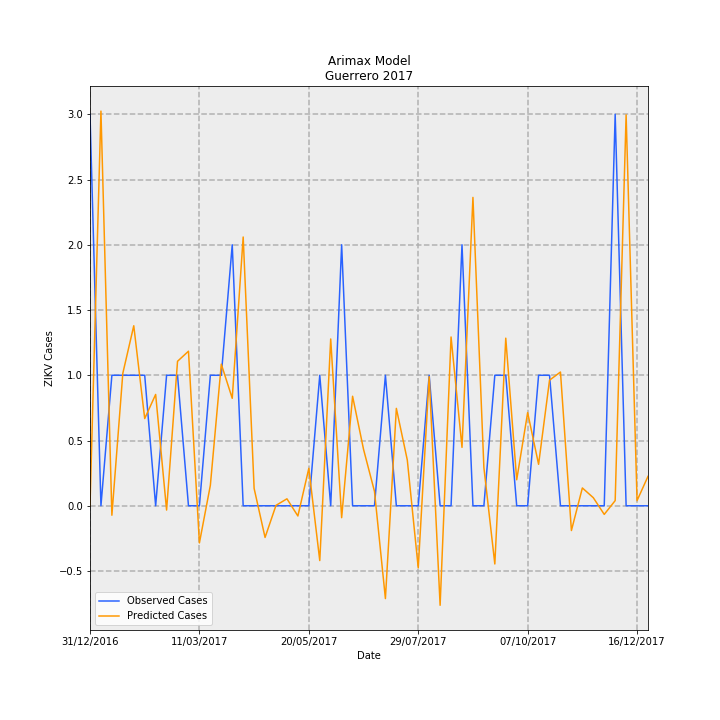 Arimax Model
Guerrero 2017
ZIKV Cases
3.0
2.5
2.0
1.5
1.0
0.5
0.0
−0.5
Observed Cases
Predicted Cases
31/12/2016 11/03/2017 20/05/2017 29/07/2017 07/10/2017 16/12/2017
Date